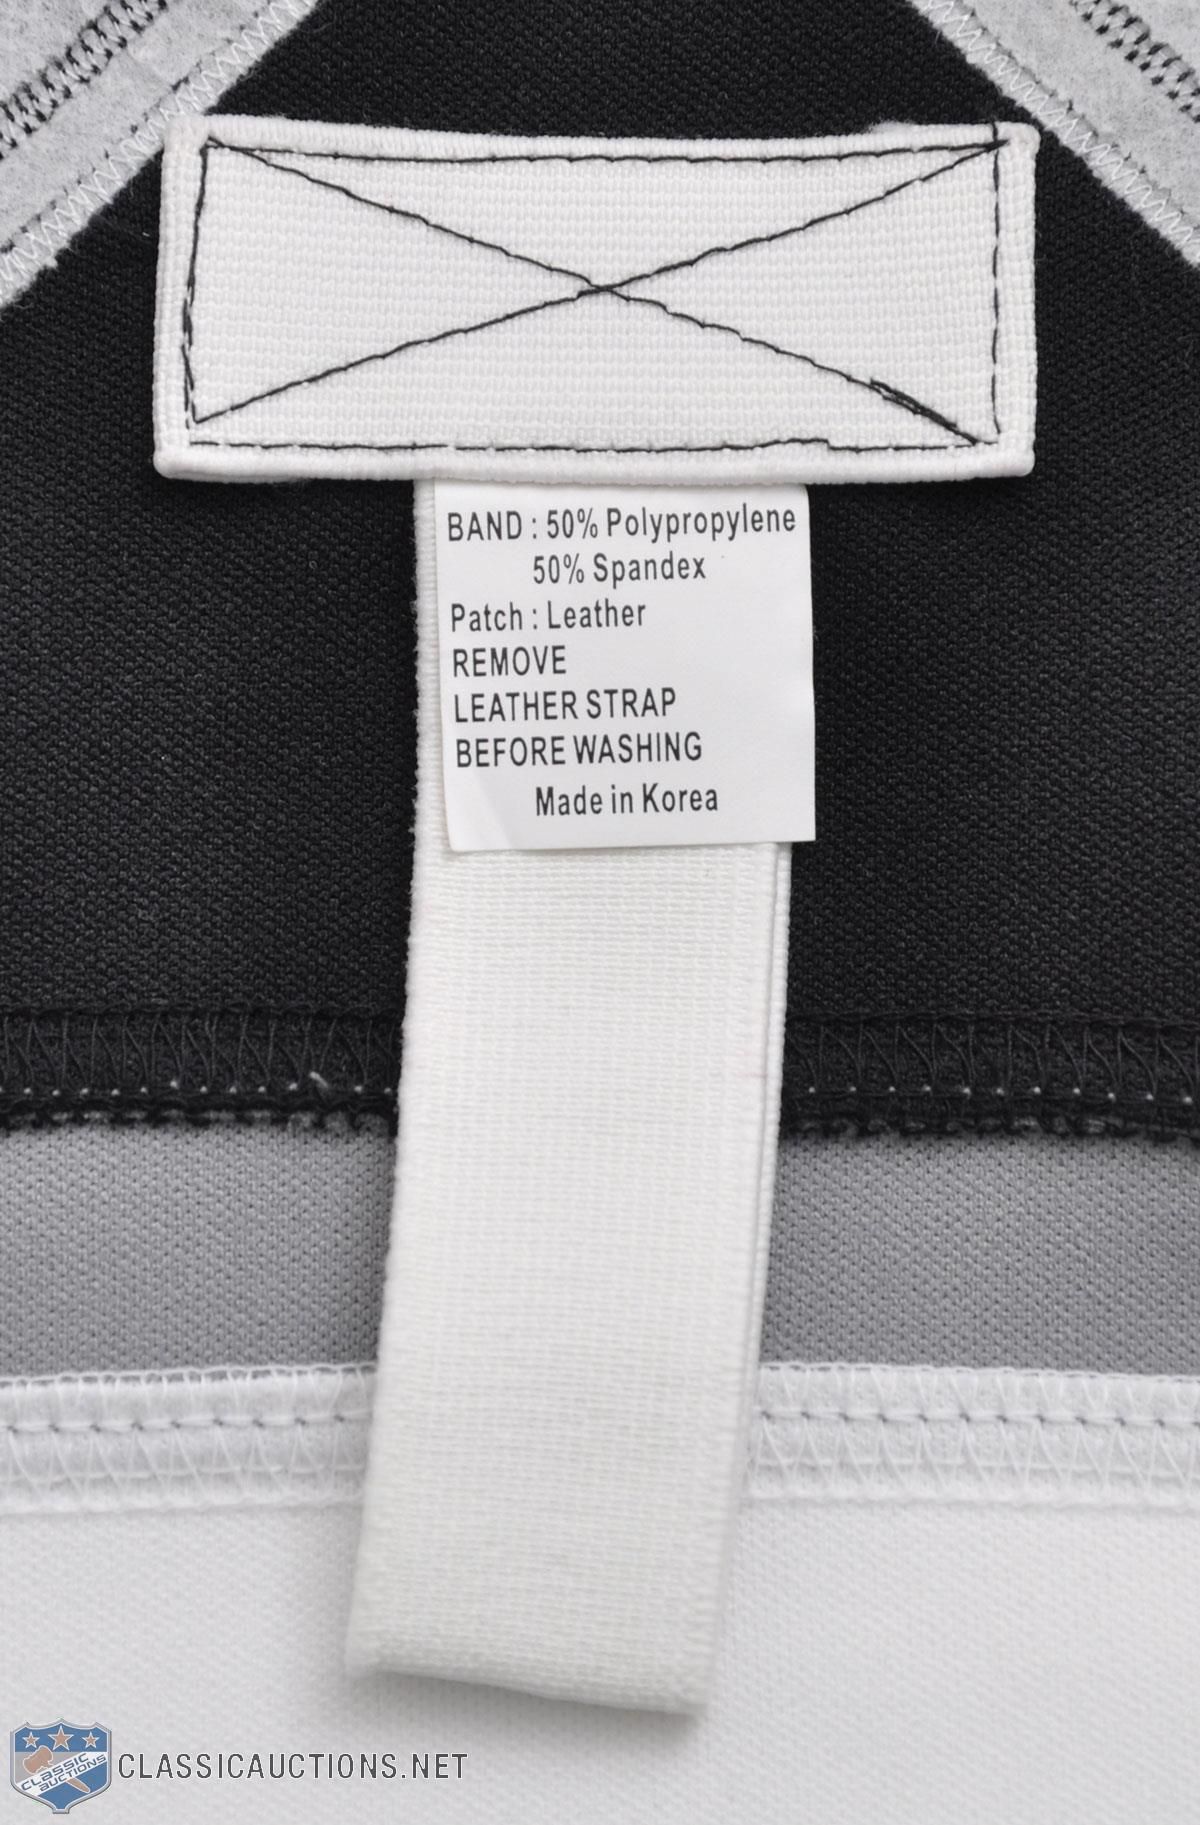 BAND : 50% Polypropylene
50% Spandex
Patch : Leather
REMOVE
LEATHER STRAP
BEFORE WASHING
Made in Korea
CLASSIC
AUCTIONS
CLASSICAUCTIONS.NET